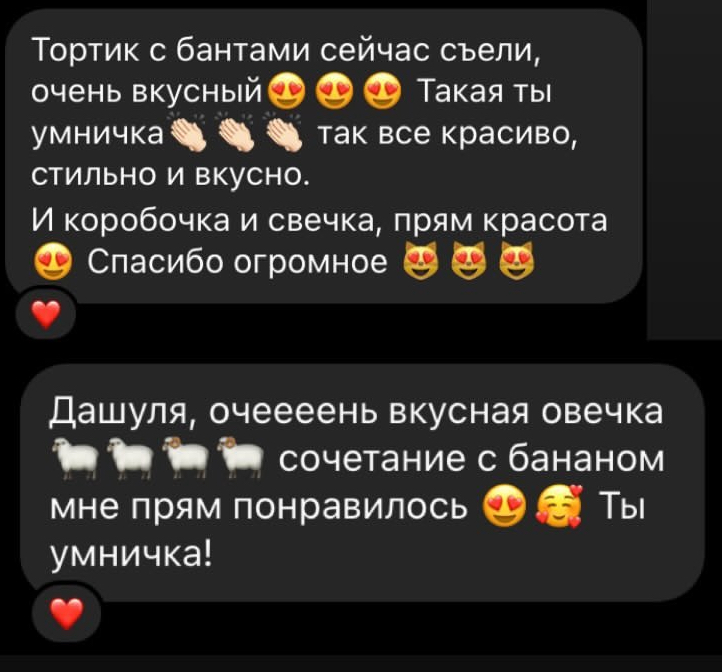 Тортик с бантами сейчас съели,
очень вкусный😍😍😍 Такая ты
умничка👏🏻👏🏻👏🏻 так все красиво,
стильно и вкусно.
И коробочка и свечка, прям красота
😍 Спасибо огромное 😻😻😻
❤️
Дашуля, очеееень вкусная овечка
🐑🐑🐏🐏 сочетание с бананом
мне прям понравилось 😍🥰 Ты
умничка!
❤️